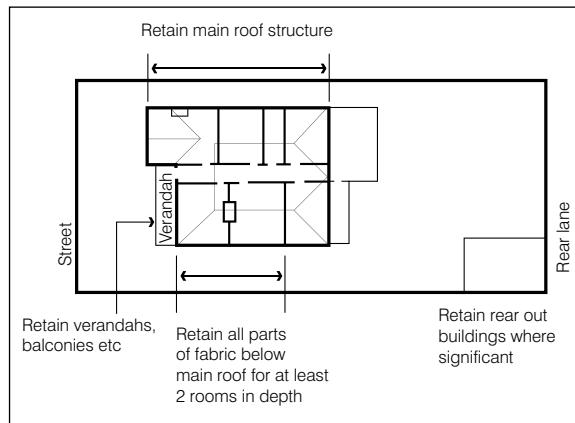 Retain main roof structure
Street
Verandah
Rear lane
Retain verandahs,
balconies etc
Retain all parts
of fabric below
main roof for at least
2 rooms in depth
Retain rear out
buildings where
significant